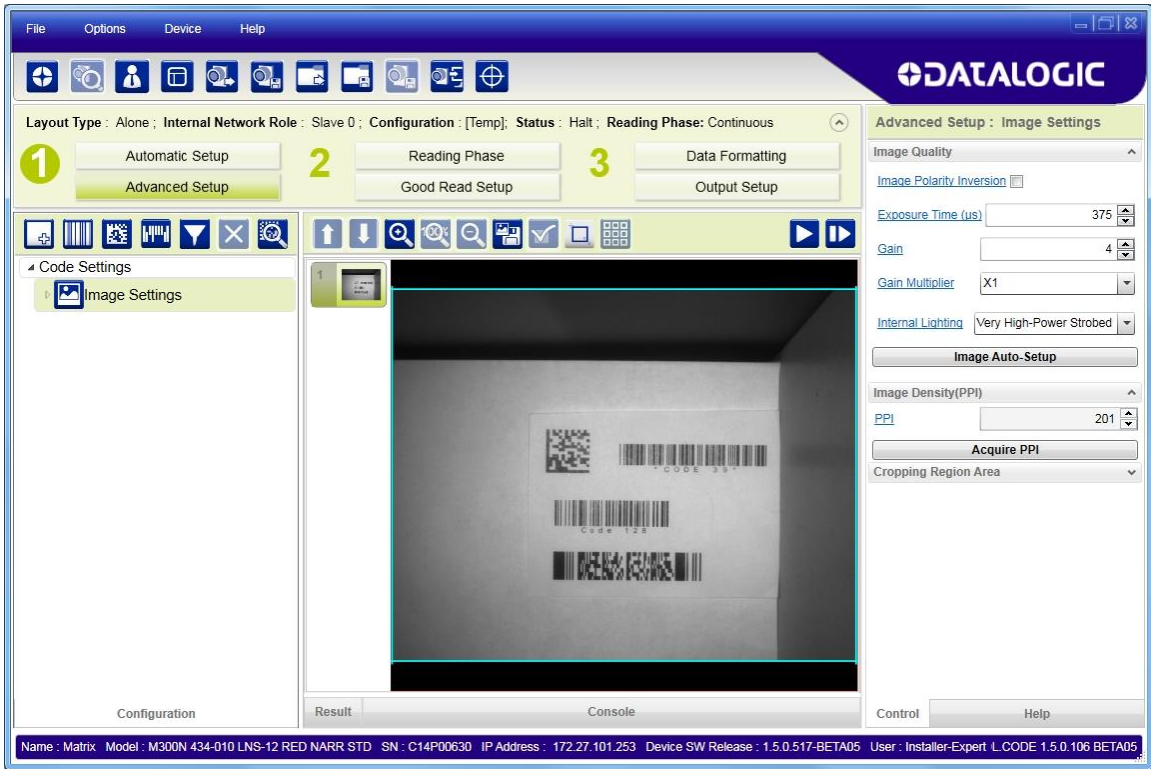 File Options Device Help
DATALOGIC
Layout Type : Alone ; Internal Network Role : Slave 0 ; Configuration : [Temp]; Status : Halt ; Reading Phase: Continuous
1 Automatic Setup 2 Reading Phase 3 Data Formatting
Advanced Setup Good Read Setup Output Setup
100%
Code Settings
Image Settings
1
*CODE 39*
Code 128
Configuration
Result Console
Advanced Setup : Image Settings
Image Quality
Image Polarity Inversion
Exposure Time (µs) 375
Gain 4
Gain Multiplier X1
Internal Lighting Very High-Power Strobed
Image Auto-Setup
Image Density(PPI)
PPI 201
Acquire PPI
Cropping Region Area
Control Help
Name : Matrix Model : M300N 434-010 LNS-12 RED NARR STD SN : C14P00630 IP Address : 172.27.101.253 Device SW Release : 1.5.0.517-BETA05 User : Installer-Expert L.CODE 1.5.0.106 BETA05